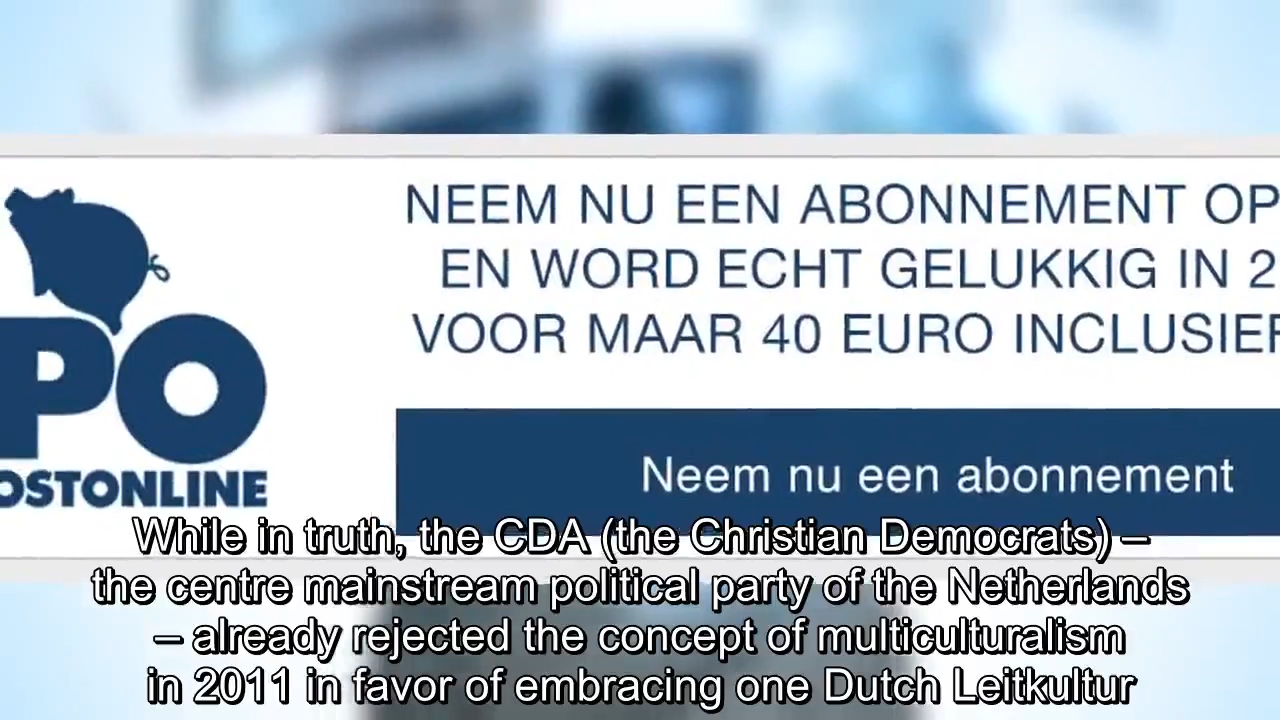 NEEM NU EEN ABONNEMENT OP
EN WORD ECHT GELUKKIG IN 2
VOOR MAAR 40 EURO INCLUSIEF
PO
OSTONLINE
Neem nu een abonnement
While in truth, the CDA (the Christian Democrats) –
the centre mainstream political party of the Netherlands
– already rejected the concept of multiculturalism
in 2011 in favor of embracing one Dutch Leitkultur